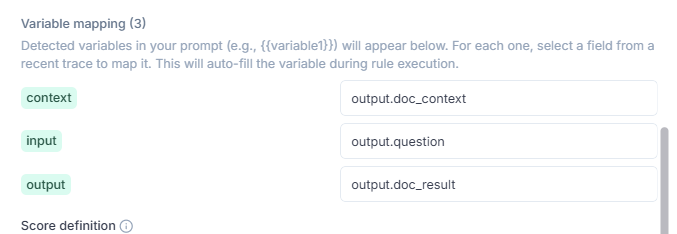 Variable mapping (3)
Detected variables in your prompt (e.g., {{variable1}}) will appear below. For each one, select a field from a
recent trace to map it. This will auto-fill the variable during rule execution.
context output.doc_context
input output.question
output output.doc_result
Score definition